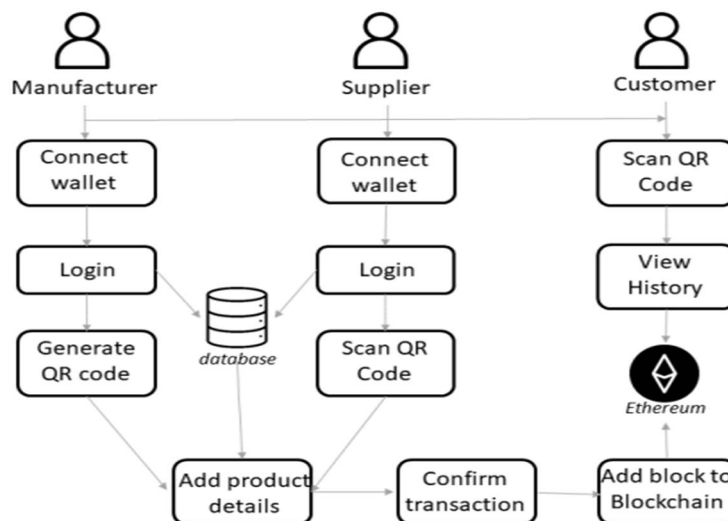 Manufacturer
Supplier
Customer
Connect
wallet
Connect
wallet
Scan QR
Code
Login
Login
View
History
database
Generate
QR code
Scan QR
Code
Ethereum
Add product
details
Confirm
transaction
Add block to
Blockchain